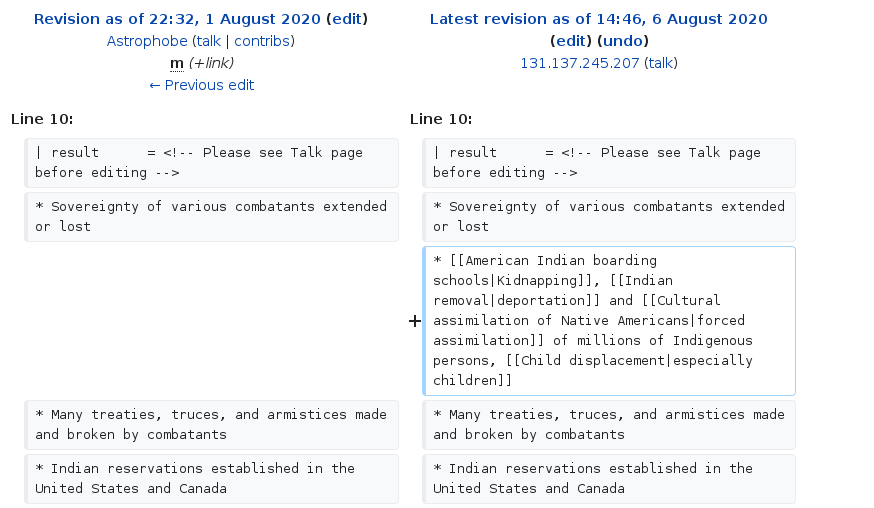 Revision as of 22:32, 1 August 2020 (edit)
Astrophobe (talk | contribs)
m (+link)
← Previous edit
Latest revision as of 14:46, 6 August 2020
(edit) (undo)
131.137.245.207 (talk)
Line 10:
Line 10:
| result      = <!-- Please see Talk page
before editing -->
| result      = <!-- Please see Talk page
before editing -->
* Sovereignty of various combatants extended
or lost
* Sovereignty of various combatants extended
or lost
+
* [[American Indian boarding
schools|Kidnapping]], [[Indian
removal|deportation]] and [[Cultural
assimilation of Native Americans|forced
assimilation]] of millions of Indigenous
persons, [[Child displacement|especially
children]]
* Many treaties, truces, and armistices made
and broken by combatants
* Many treaties, truces, and armistices made
and broken by combatants
* Indian reservations established in the
United States and Canada
* Indian reservations established in the
United States and Canada